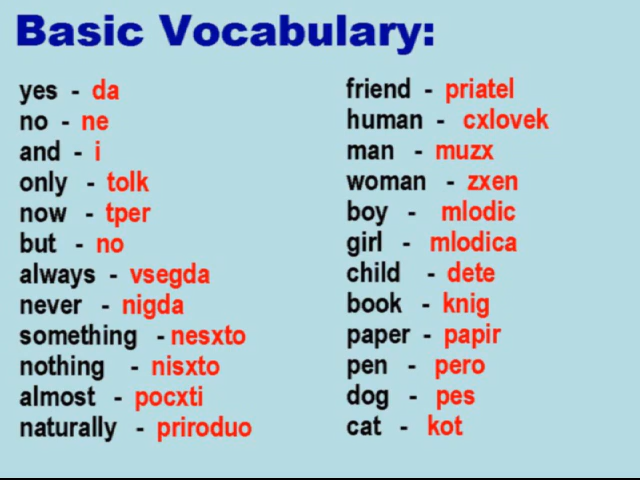 Basic Vocabulary:
yes - da
no - ne
and - i
only - tolk
now - tper
but - no
always - vsegda
never - nigda
something - nesxto
nothing - nisxto
almost - pocxti
naturally - priroduo
friend - priatel
human - cxlovek
man - muzx
woman - zxen
boy - mlodic
girl - mlodica
child - dete
book - knig
paper - papir
pen - pero
dog - pes
cat - kot